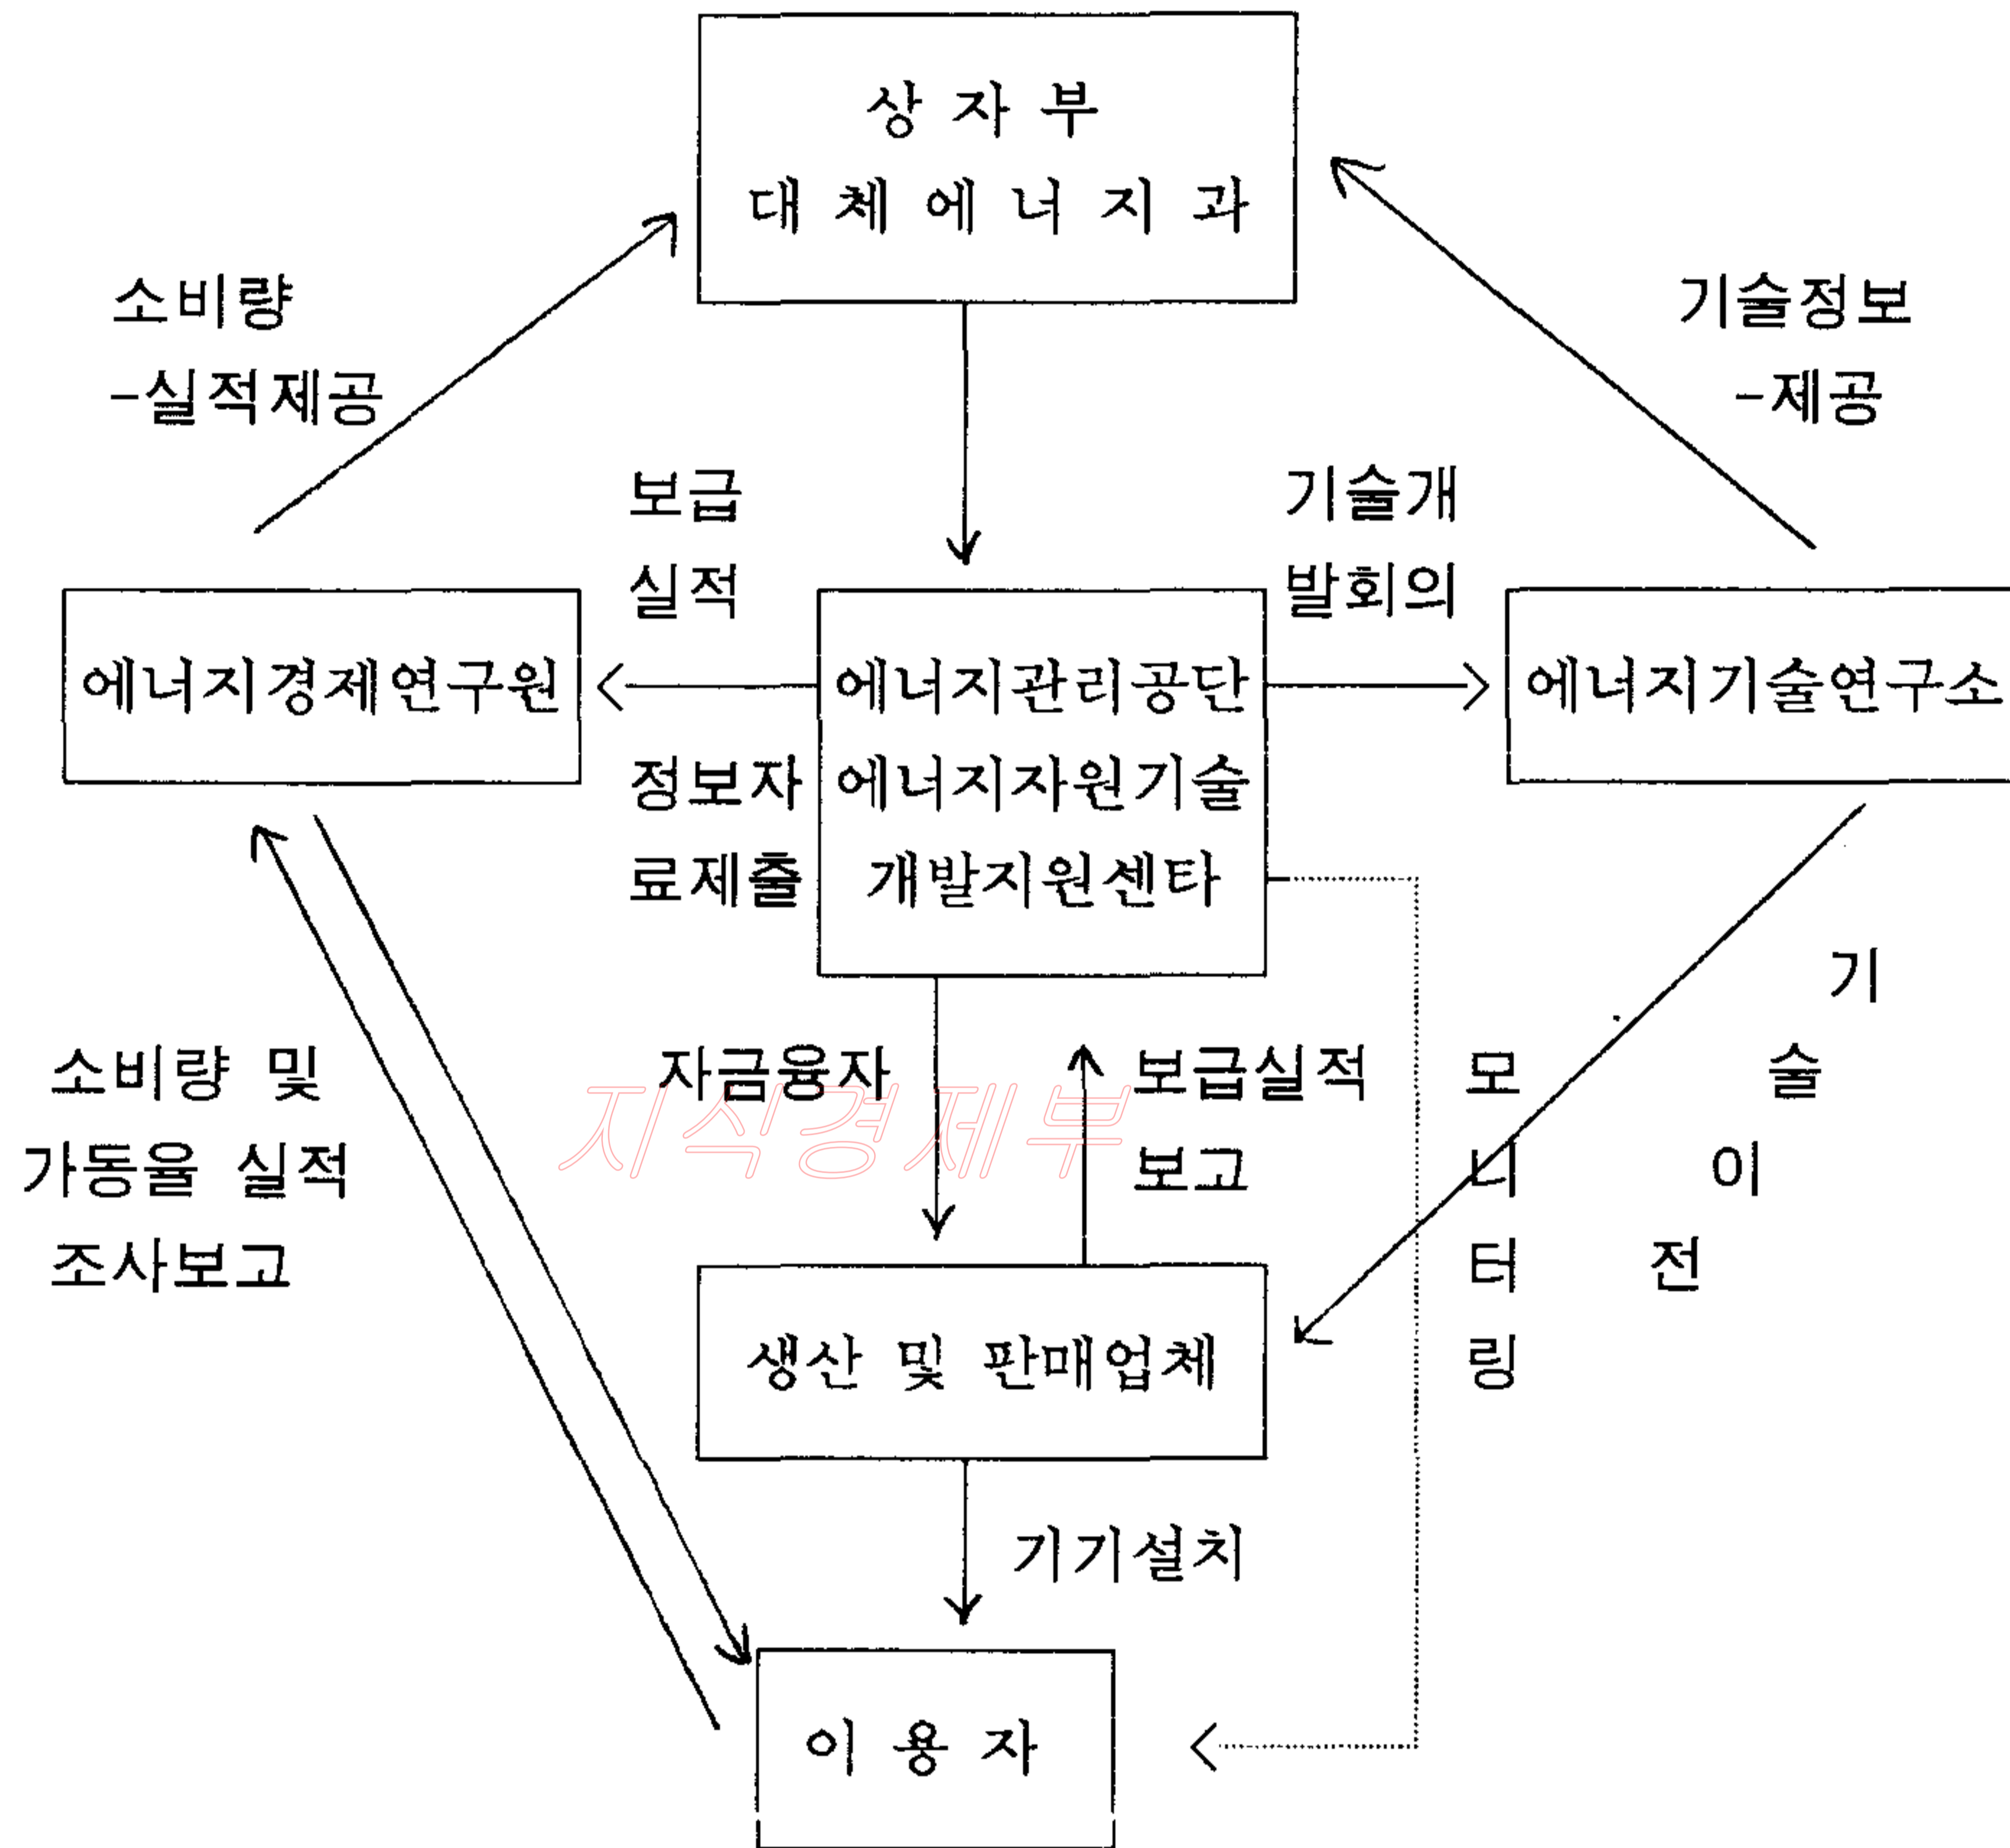 상 자 부
대 체 에 너 지 과
소비량
-실적제공
기술정보
-제공
보급
실적
기술개
발회의
에너지경제연구원
에너지관리공단
에너지자원기술
개발지원센타
에너지기술연구소
정보자
료제출
소비량 및
가동율 실적
조사보고
자금융자
보급실적
보고
모니터링
기술이전
지식경제부
생산 및 판매업체
기기설치
이 용 자